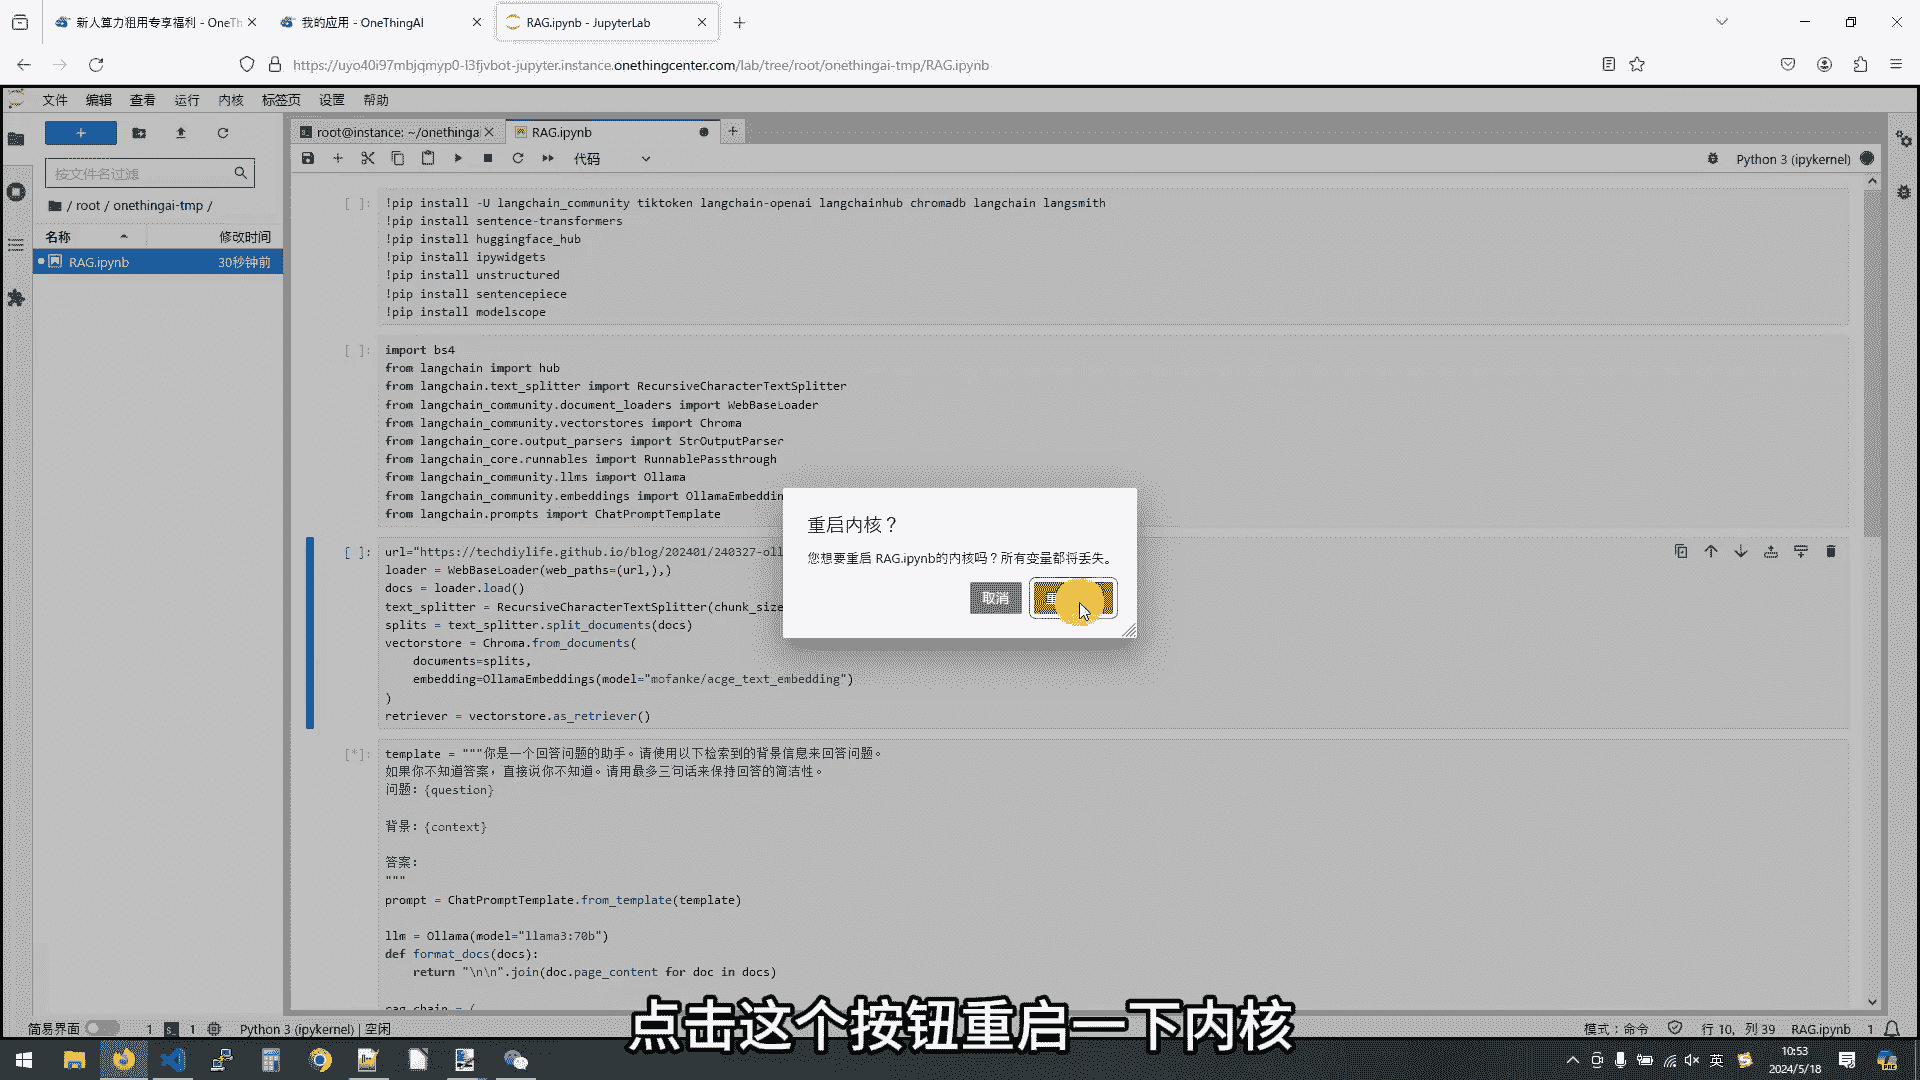 新人算力租用专享福利 - OneTh
我的应用 - OneThingAI
RAG.ipynb - JupyterLab
https://uyo40i97mbjqmyp0-i3fjvbot-jupyter.instance.onethingcenter.com/lab/tree/root/onethingai-tmp/RAG.ipynb
文件 编辑 查看 运行 内核 标签页 设置 帮助
root@instance: ~/onethinga
RAG.ipynb
代码
Python 3 (ipykernel)
按文件名过滤
/ root / onethingai-tmp /
名称 修改时间
RAG.ipynb 30秒钟前
[ ]:
!pip install -U langchain_community tiktoken langchain-openai langchainhub chromadb langchain langsmith
!pip install sentence-transformers
!pip install huggingface_hub
!pip install ipywidgets
!pip install unstructured
!pip install sentencepiece
!pip install modelscope
[ ]:
import bs4
from langchain import hub
from langchain.text_splitter import RecursiveCharacterTextSplitter
from langchain_community.document_loaders import WebBaseLoader
from langchain_community.vectorstores import Chroma
from langchain_core.output_parsers import StrOutputParser
from langchain_core.runnables import RunnablePassthrough
from langchain_community.llms import Ollama
from langchain_community.embeddings import OllamaEmbeddin
from langchain.prompts import ChatPromptTemplate
[ ]:
url="https://techdiylife.github.io/blog/202401/240327-oll
loader = WebBaseLoader(web_paths=(url,),)
docs = loader.load()
text_splitter = RecursiveCharacterTextSplitter(chunk_size
splits = text_splitter.split_documents(docs)
vectorstore = Chroma.from_documents(
documents=splits,
embedding=OllamaEmbeddings(model="mofanke/acge_text_embedding")
)
retriever = vectorstore.as_retriever()
[*]:
template = """你是一个回答问题的助手。请使用以下检索到的背景信息来回答问题。
如果你不知道答案，直接说你不知道。请用最多三句话来保持回答的简洁性。
问题：{question}
背景：{context}
答案：
"""
prompt = ChatPromptTemplate.from_template(template)
llm = Ollama(model="llama3:70b")
def format_docs(docs):
return "\n\n".join(doc.page_content for doc in docs)
rag_chain = (
重启内核？
您想要重启 RAG.ipynb的内核吗？所有变量都将丢失。
取消
点击这个按钮重启一下内核
简易界面 1 1 Python 3 (ipykernel) | 空闲
模式：命令 行 10，列 39 RAG.ipynb 1
英
10:53
2024/5/18